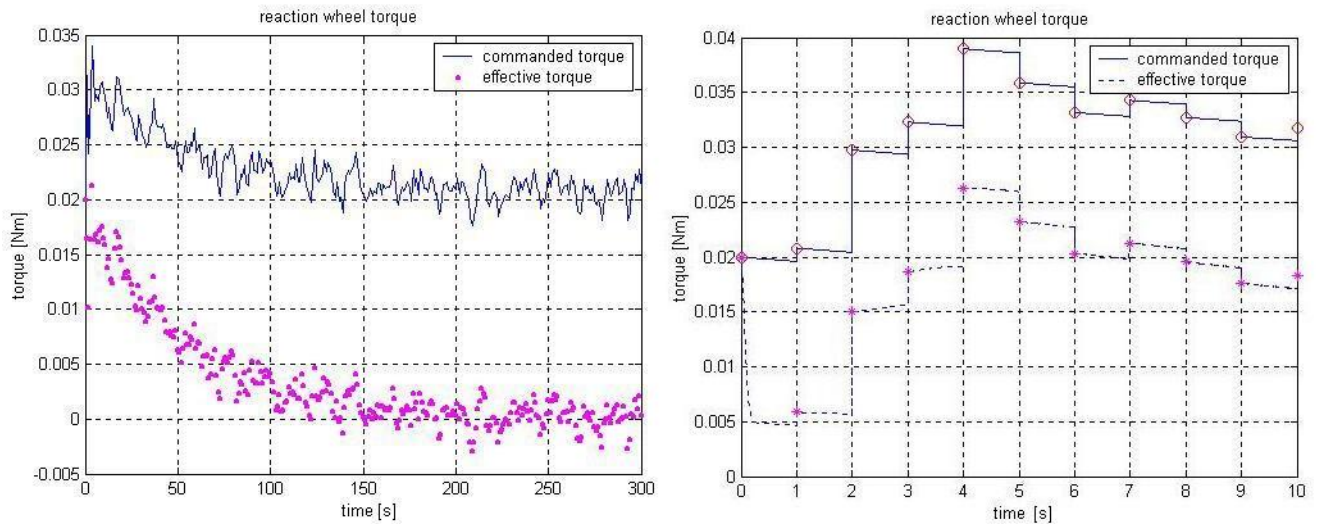 reaction wheel torque
0.035
0.03
0.025
0.02
0.015
0.01
0.005
0
-0.005
torque [Nm]
commanded torque
effective torque
0 50 100 150 200 250 300
time [s]
reaction wheel torque
0.04
0.035
0.03
0.025
0.02
0.015
0.01
0.005
0
torque [Nm]
commanded torque
effective torque
0 1 2 3 4 5 6 7 8 9 10
time [s]